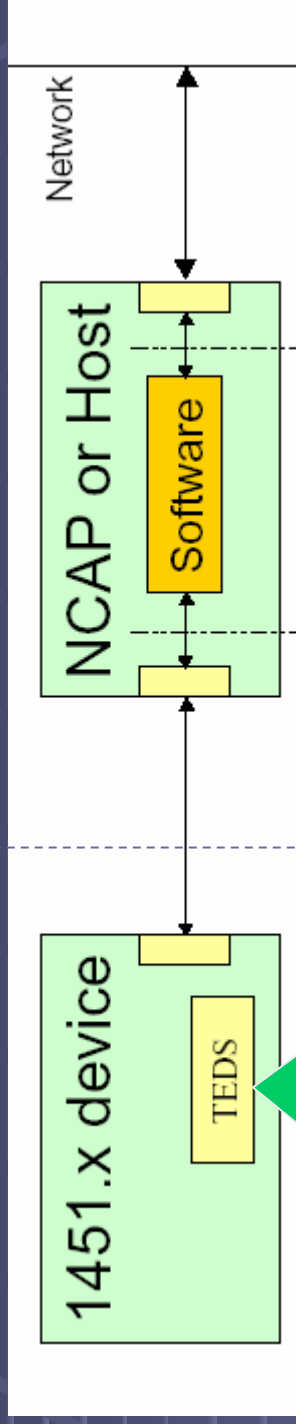 1451.x device
TEDS
NCAP or Host
Software
Network